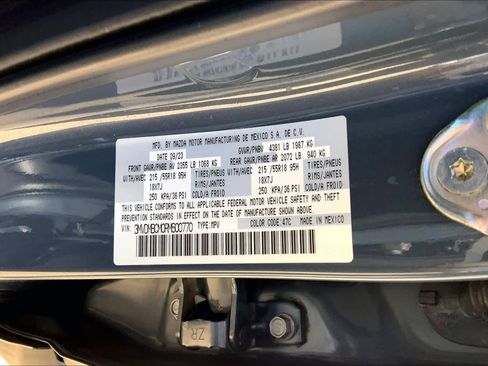 MFD. BY MAZDA MOTOR MANUFACTURING DE MEXICO S.A. DE C.V.
DATE 09/23 GVWR/PNBV 4381 LB 1987 KG
FRONT GAWR/PNBE AV 2355 LB 1068 KG REAR GAWR/PNBE AR 2072 LB 940 KG
WITH/AVEC 215/55R18 95H TIRES/PNEUS WITH/AVEC 215/55R18 95H TIRES/PNEUS
18X7J RIMS/JANTES 18X7J RIMS/JANTES
250 KPA/36 PSI COLD/A FROID 250 KPA/36 PSI COLD/A FROID
THIS VEHICLE CONFORMS TO ALL APPLICABLE FEDERAL MOTOR VEHICLE SAFETY AND THEFT
PREVENTION STANDARDS IN EFFECT ON THE DATE OF MANUFACTURE SHOWN ABOVE.
VIN: TYPE: MPV COLOR CODE: 47C MADE IN MEXICO
ZR